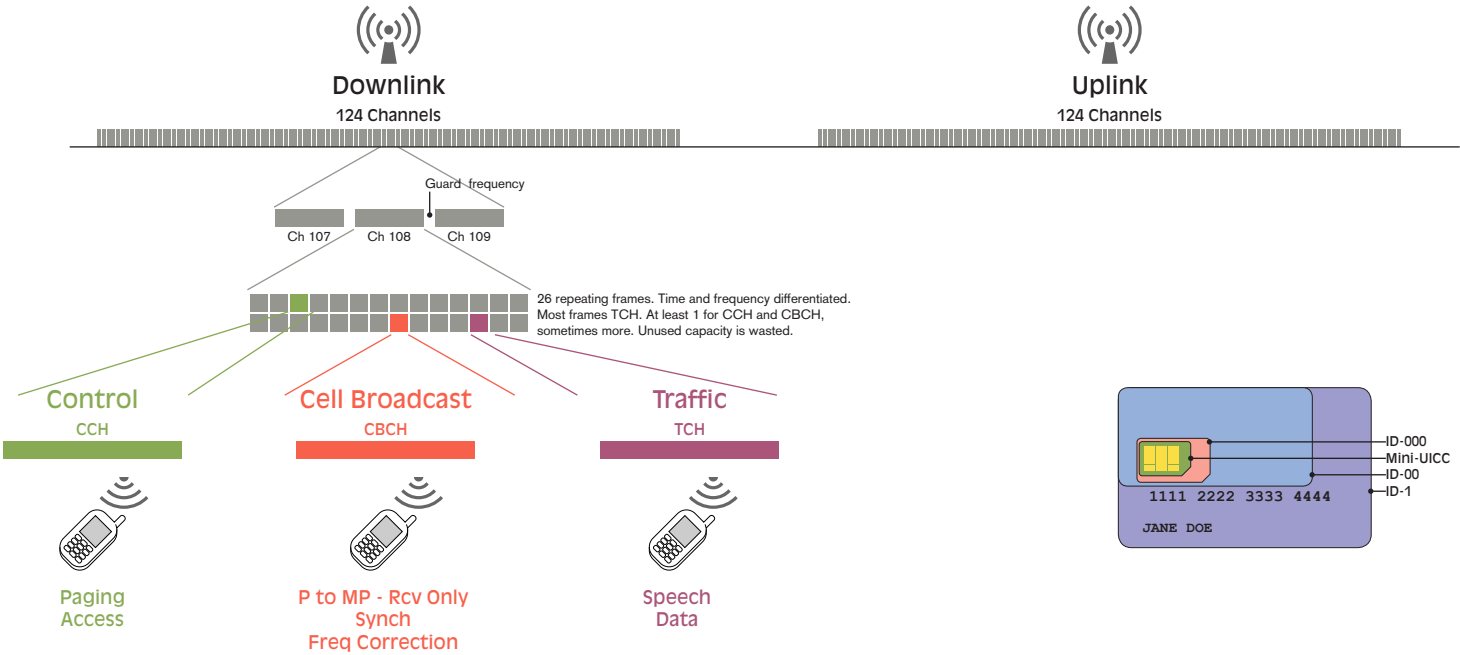 Downlink
124 Channels
Uplink
124 Channels
Guard frequency
Ch 107
Ch 108
Ch 109
26 repeating frames. Time and frequency differentiated.
Most frames TCH. At least 1 for CCH and CBCH,
sometimes more. Unused capacity is wasted.
Control
CCH
Paging
Access
Cell Broadcast
CBCH
P to MP - Rcv Only
Synch
Freq Correction
Traffic
TCH
Speech
Data
ID-000
Mini-UICC
ID-00
ID-1
1111 2222 3333 4444
JANE DOE